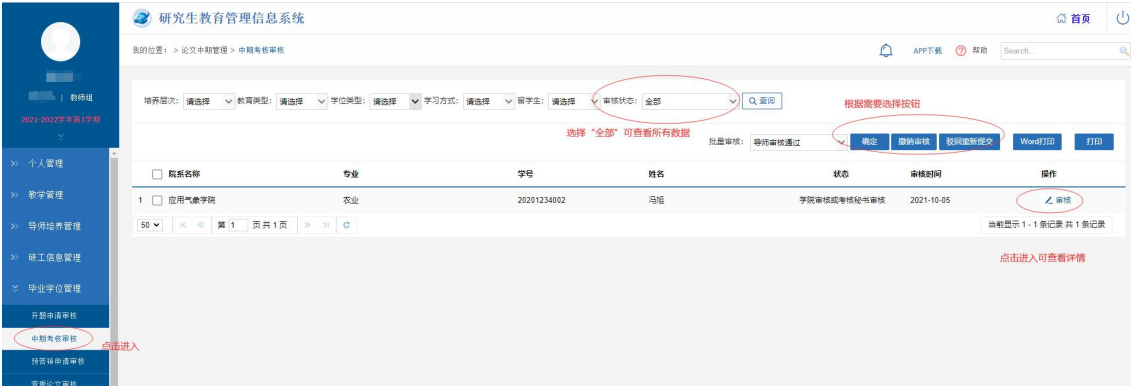 研究生教育管理信息系统
首页
我的位置： > 论文中期管理 > 中期考核审核
APP下载 帮助 Search...
| 教师组
2021-2022学年第1学期
培养层次: 请选择 教育类型: 请选择 学位类型: 请选择 学习方式: 请选择 留学生: 请选择 审核状态: 全部 查询
根据需要选择按钮
选择“全部”可查看所有数据
批量审核: 导师审核通过 确定 撤销审核 驳回重新提交 Word打印 打印
院系名称 专业 学号 姓名 状态 审核时间 操作
1 应用气象学院 农业 20201234002 冯旭 学院审核或考核秘书审核 2021-10-05 审核
50 第 1 页共1页 当前显示 1 - 1 条记录 共 1 条记录
点击进入可查看详情
个人管理
教学管理
导师培养管理
研工信息管理
毕业学位管理
开题申请审核
中期考核审核
点击进入
预答辩申请审核
查重论文审核